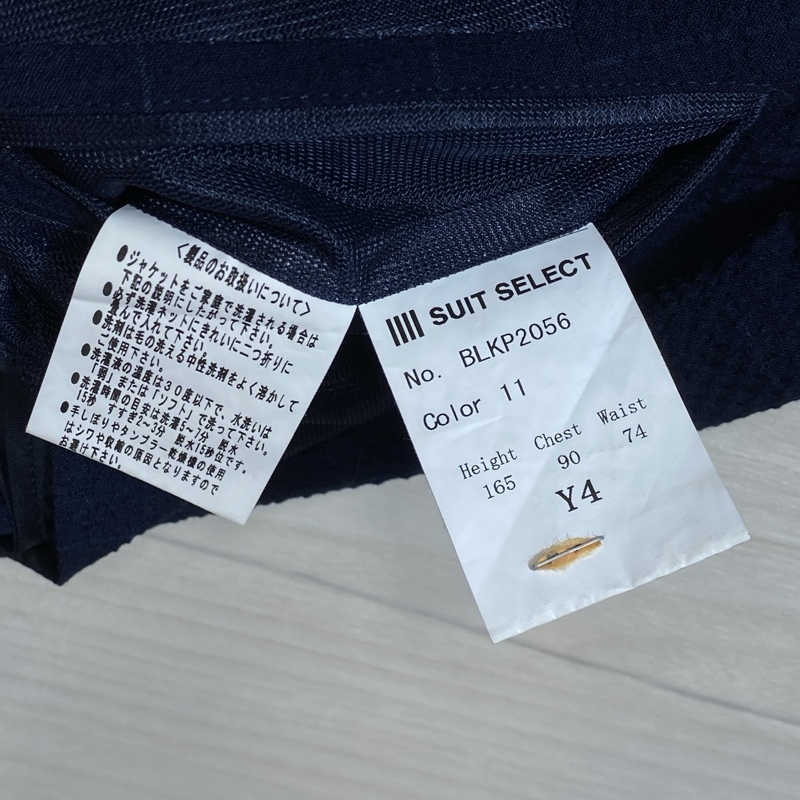 〈製品のお取扱いについて〉
●ジャケットをご家庭で洗濯される場合は
下記の説明にしたがって下さい。
●必ず洗濯ネットにきれいに二つ折りに
畳んで入れて下さい。
●洗剤は毛の洗える中性洗剤をよく溶かして
ご使用下さい。
●洗濯液の温度は30度以下で、水洗いは
「弱」または「ソフト」で洗って下さい。
●洗濯時間の目安は洗濯5~7分 脱水
15秒 すすぎ2~3分 脱水15秒位です。
●手しぼりやタンブラー乾燥機の使用
はシワや収縮の原因となりますので
お避け下さい。
SUIT SELECT
No. BLKP2056
Color 11
Height Chest Waist
165 90 74
Y4